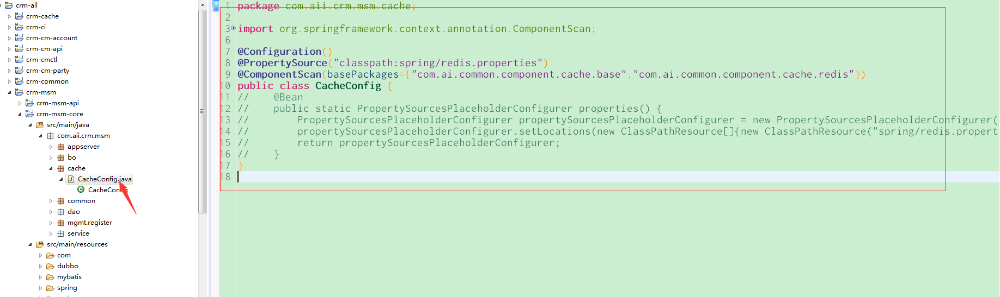 crm-all
crm-cache
crm-ci
crm-cm-account
crm-cm-api
crm-cmctl
crm-cm-party
crm-common
crm-msm
crm-msm-api
crm-msm-core
src/main/java
com.aii.crm.msm
appserver
bo
cache
CacheConfig.java
CacheConfig
common
dao
mgmt.register
service
src/main/resources
com
dubbo
mybatis
spring
1 package com.aii.crm.msm.cache;
2
3 import org.springframework.context.annotation.ComponentScan;
6
7 @Configuration()
8 @PropertySource("classpath:spring/redis.properties")
9 @ComponentScan(basePackages={"com.ai.common.component.cache.base","com.ai.common.component.cache.redis"})
10 public class CacheConfig {
11 //    @Bean
12 //    public static PropertySourcesPlaceholderConfigurer properties() {
13 //        PropertySourcesPlaceholderConfigurer propertySourcesPlaceholderConfigurer = new PropertySourcesPlaceholderConfigurer(
14 //        propertySourcesPlaceholderConfigurer.setLocations(new ClassPathResource[]{new ClassPathResource("spring/redis.propert
15 //        return propertySourcesPlaceholderConfigurer;
16 //    }
17 }
18